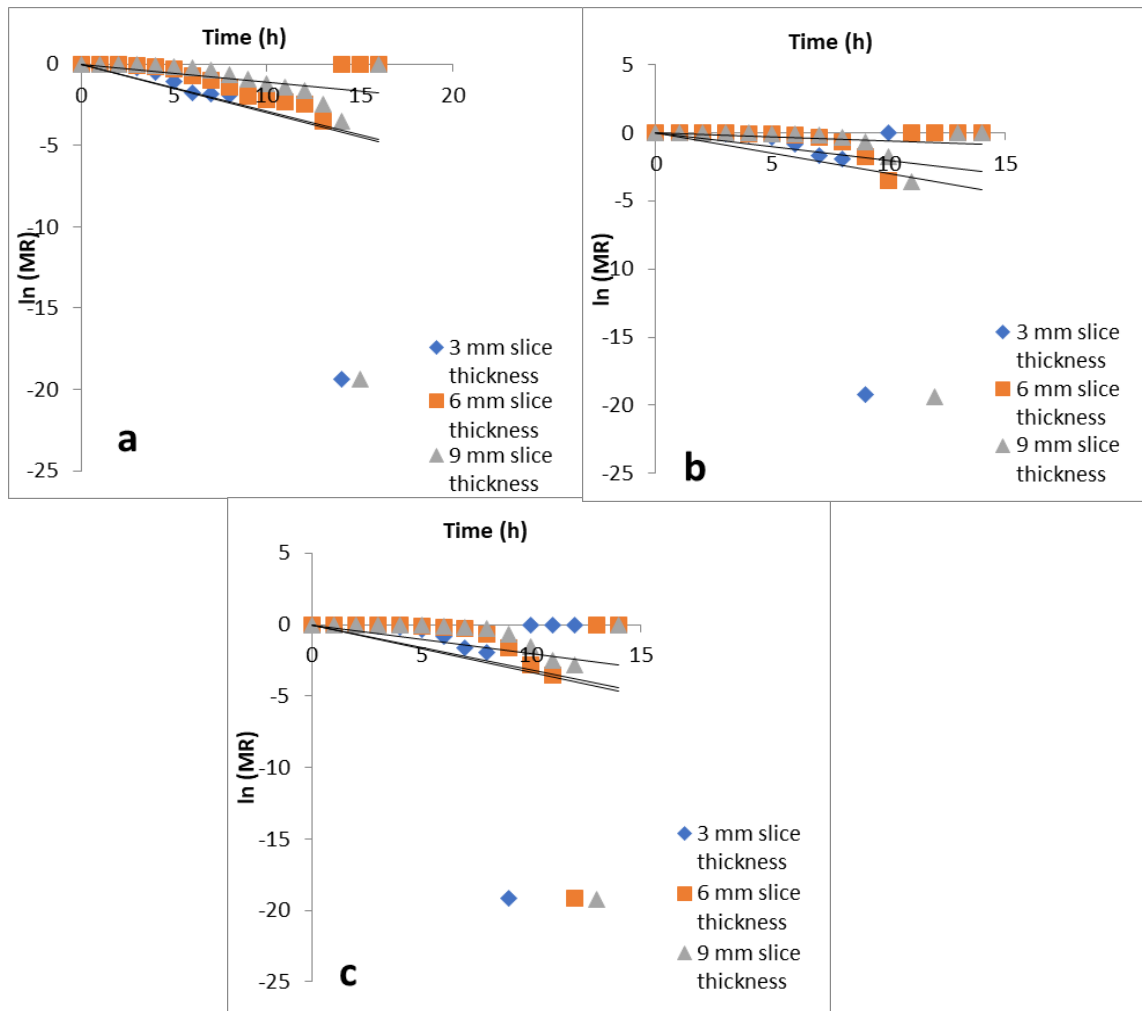 Time (h)
0
0
5
10
15
20
-5
-10
-15
-20
-25
ln (MR)
3 mm slice
thickness
6 mm slice
thickness
9 mm slice
thickness
a
Time (h)
5
0
0
5
10
15
-5
-10
-15
-20
-25
ln (MR)
3 mm slice
thickness
6 mm slice
thickness
9 mm slice
thickness
b
Time (h)
5
0
0
5
10
15
-5
-10
-15
-20
-25
ln (MR)
3 mm slice
thickness
6 mm slice
thickness
9 mm slice
thickness
c